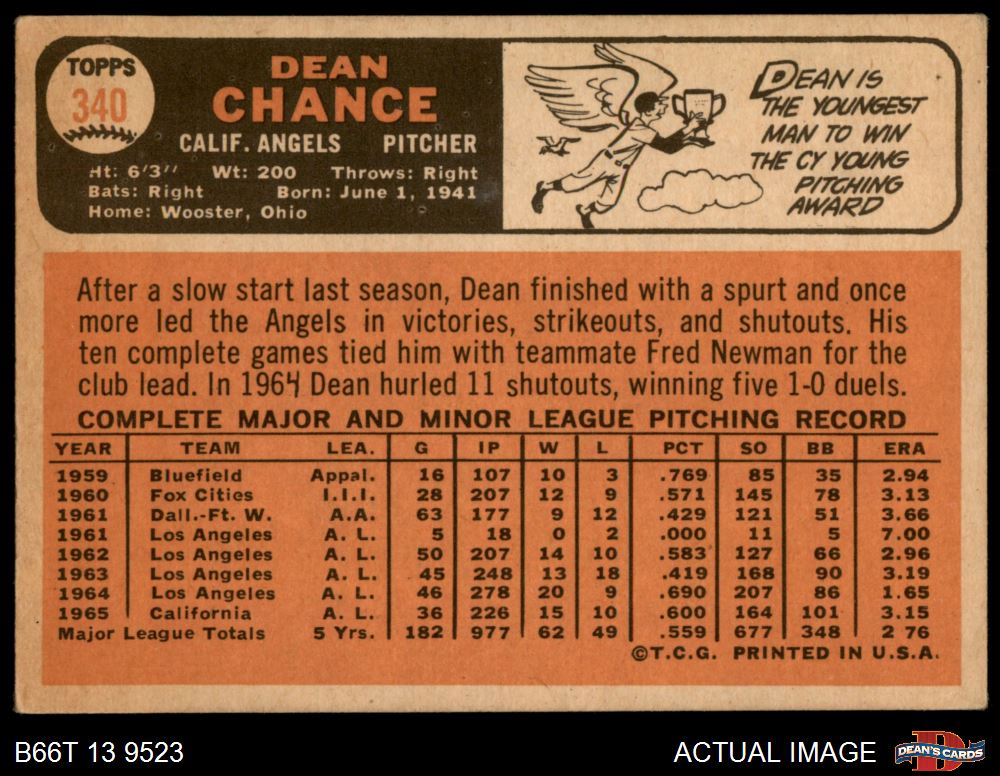 TOPPS
340
DEAN
CHANCE
CALIF. ANGELS PITCHER
Ht: 6'3" Wt: 200 Throws: Right
Bats: Right Born: June 1, 1941
Home: Wooster, Ohio
DEAN IS
THE YOUNGEST
MAN TO WIN
THE CY YOUNG
PITCHING
AWARD
After a slow start last season, Dean finished with a spurt and once
more led the Angels in victories, strikeouts, and shutouts. His
ten complete games tied him with teammate Fred Newman for the
club lead. In 1964 Dean hurled 11 shutouts, winning five 1-0 duels.
COMPLETE MAJOR AND MINOR LEAGUE PITCHING RECORD
YEAR TEAM LEA. G IP W L PCT SO BB ERA
1959 Bluefield Appal. 16 107 10 3 .769 85 35 2.94
1960 Fox Cities I.I.I. 28 207 12 9 .571 145 78 3.13
1961 Dall.-Ft. W. A.A. 63 177 9 12 .429 121 51 3.66
1961 Los Angeles A. L. 5 18 0 2 .000 11 5 7.00
1962 Los Angeles A. L. 50 207 14 10 .583 127 66 2.96
1963 Los Angeles A. L. 45 248 13 18 .419 168 90 3.19
1964 Los Angeles A. L. 46 278 20 9 .690 207 86 1.65
1965 California A. L. 36 226 15 10 .600 164 101 3.15
Major League Totals 5 Yrs. 182 977 62 49 .559 677 348 2 76
©T.C.G. PRINTED IN U.S.A.
B66T 13 9523
ACTUAL IMAGE
D
DEAN'S CARDS